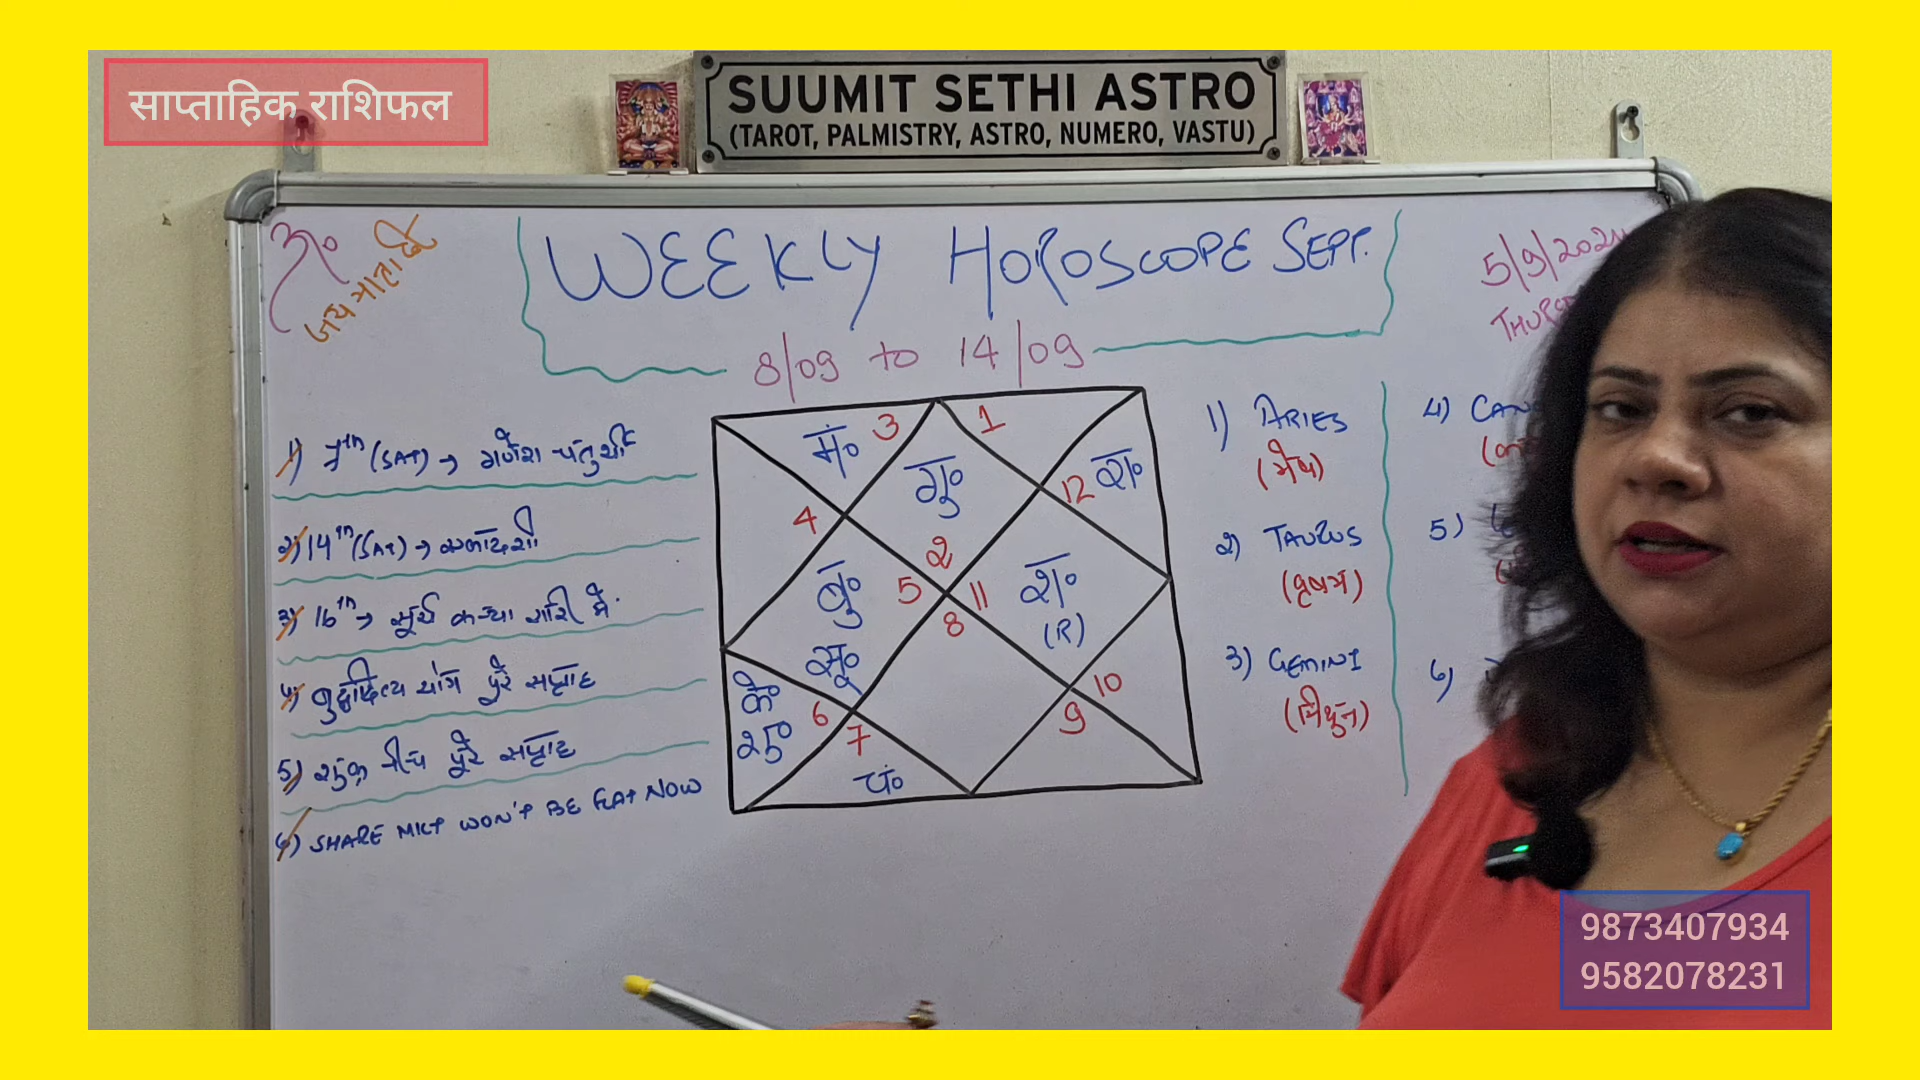 साप्ताहिक राशिफल
SUUMIT SETHI ASTRO
(TAROT, PALMISTRY, ASTRO, NUMERO, VASTU)
ॐ
जय माता दी
WEEKLY HOROSCOPE SEPT.
8/09 to 14/09
5/9/2024
1) 7th (SAT) → गणेश चतुर्थी
2) 14th (SAT) →
3) 16th → सूर्य कन्या राशि में
4) बुद्धादित्य योग पूरे सप्ताह
5) शुक्र नीच पूरे सप्ताह
6) SHARE MKT WON'T BE FLAT NOW
मं० 3
1
गु०
12 रा०
4
2
बु० 5
11 श०
(R)
8
सू०
के० 6
शु०
7
चं०
10
9
1) ARIES
(मेष)
2) TAURUS
(वृषभ)
3) GEMINI
(मिथुन)
4)
5)
6)
9873407934
9582078231